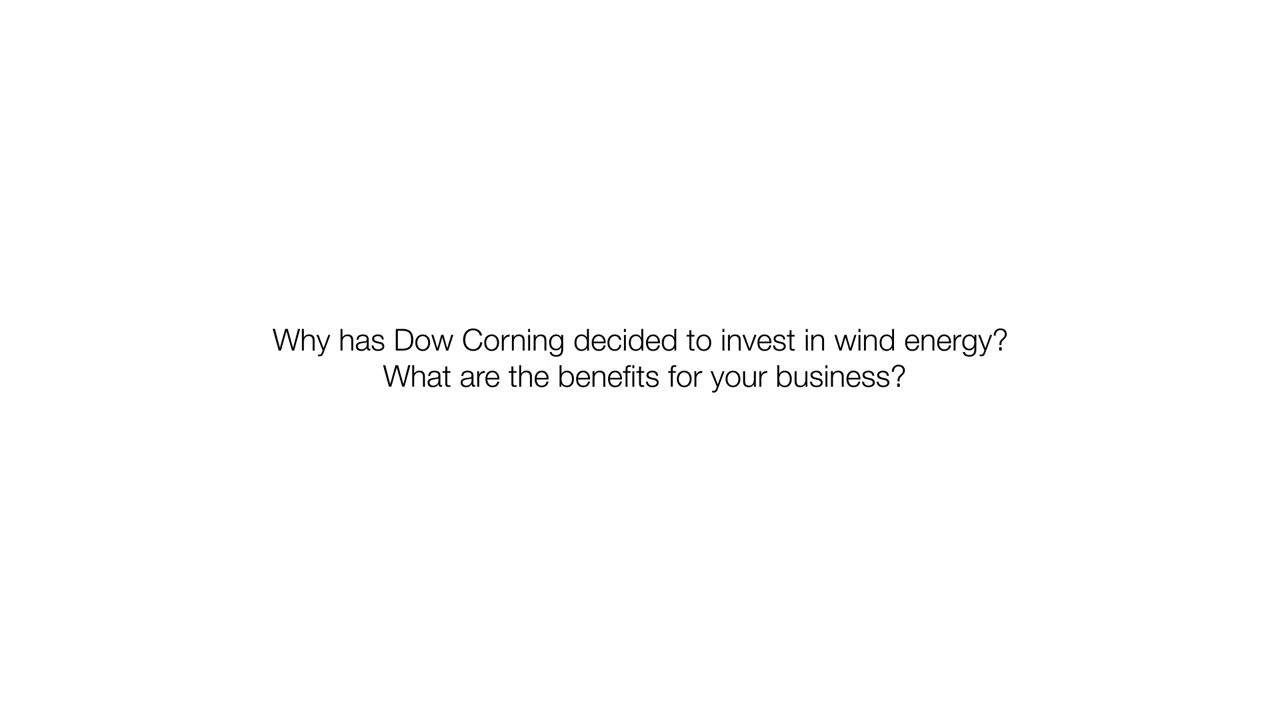 Why has Dow Corning decided to invest in wind energy?
What are the benefits for your business?